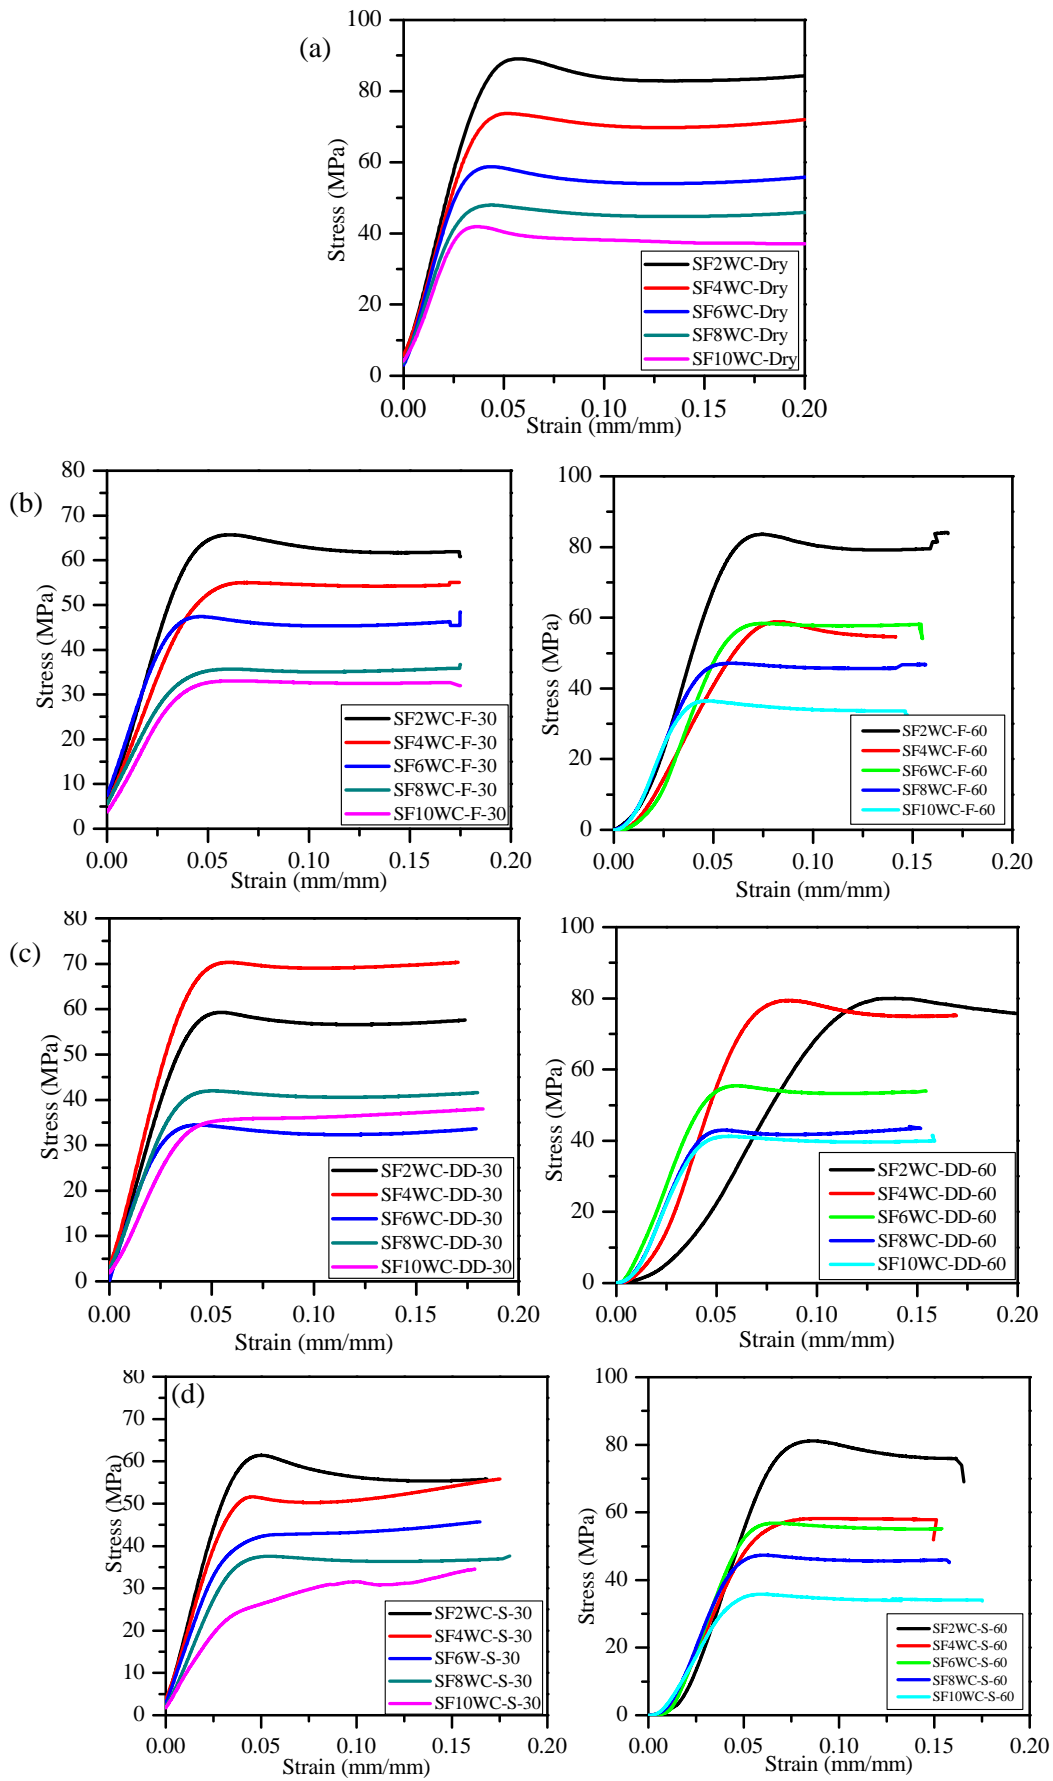 (a)
100
80
60
40
20
0
Stress (MPa)
SF2WC-Dry
SF4WC-Dry
SF6WC-Dry
SF8WC-Dry
SF10WC-Dry
0.00 0.05 0.10 0.15 0.20
Strain (mm/mm)
(b)
80
70
60
50
40
30
20
10
0
Stress (MPa)
SF2WC-F-30
SF4WC-F-30
SF6WC-F-30
SF8WC-F-30
SF10WC-F-30
0.00 0.05 0.10 0.15 0.20
Strain (mm/mm)
100
80
60
40
20
0
Stress (MPa)
SF2WC-F-60
SF4WC-F-60
SF6WC-F-60
SF8WC-F-60
SF10WC-F-60
0.00 0.05 0.10 0.15 0.20
Strain (mm/mm)
(c)
80
70
60
50
40
30
20
10
0
Stress (MPa)
SF2WC-DD-30
SF4WC-DD-30
SF6WC-DD-30
SF8WC-DD-30
SF10WC-DD-30
0.00 0.05 0.10 0.15 0.20
Strain (mm/mm)
100
80
60
40
20
0
Stress (MPa)
SF2WC-DD-60
SF4WC-DD-60
SF6WC-DD-60
SF8WC-DD-60
SF10WC-DD-60
0.00 0.05 0.10 0.15 0.20
Strain (mm/mm)
(d)
80
70
60
50
40
30
20
10
0
Stress (MPa)
SF2WC-S-30
SF4WC-S-30
SF6W-S-30
SF8WC-S-30
SF10WC-S-30
0.00 0.05 0.10 0.15 0.20
Strain (mm/mm)
100
80
60
40
20
0
Stress (MPa)
SF2WC-S-60
SF4WC-S-60
SF6WC-S-60
SF8WC-S-60
SF10WC-S-60
0.00 0.05 0.10 0.15 0.20
Strain (mm/mm)